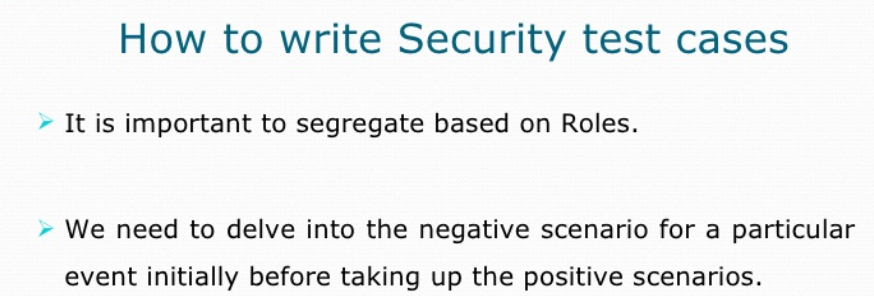 How to write Security test cases
It is important to segregate based on Roles.
We need to delve into the negative scenario for a particular
event initially before taking up the positive scenarios.